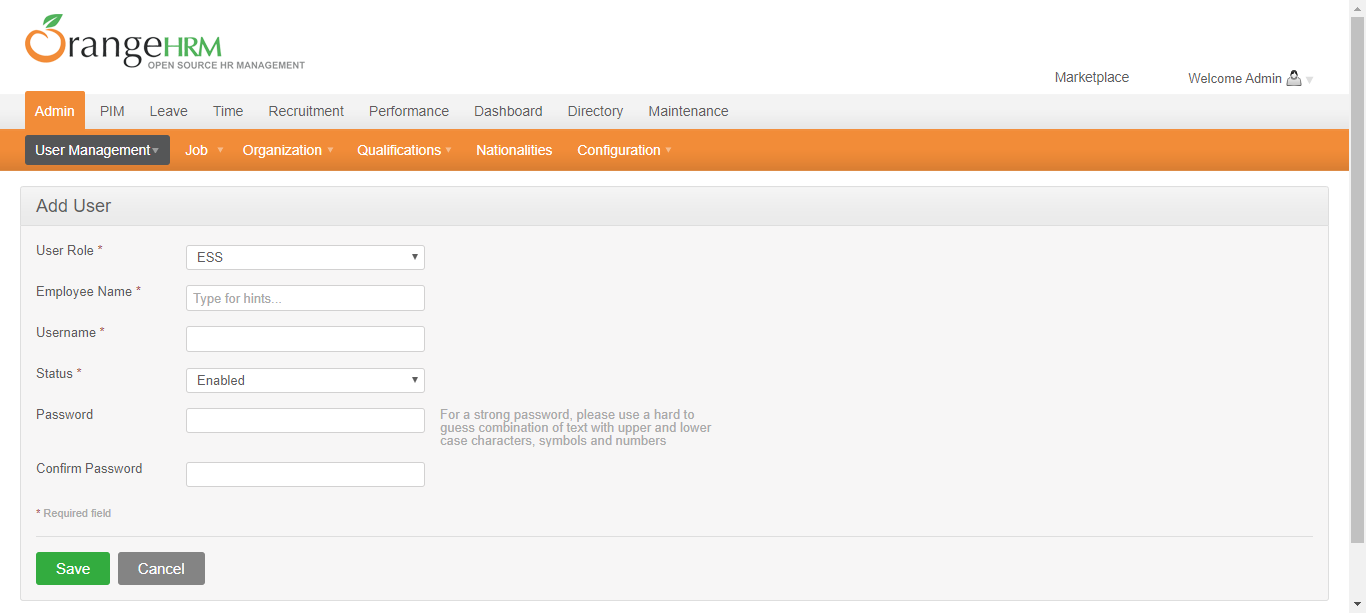 OrangeHRM
OPEN SOURCE HR MANAGEMENT
Marketplace Welcome Admin
Admin PIM Leave Time Recruitment Performance Dashboard Directory Maintenance
User Management Job Organization Qualifications Nationalities Configuration
Add User
User Role * ESS
Employee Name * Type for hints...
Username *
Status * Enabled
Password For a strong password, please use a hard to
guess combination of text with upper and lower
case characters, symbols and numbers
Confirm Password
* Required field
Save Cancel